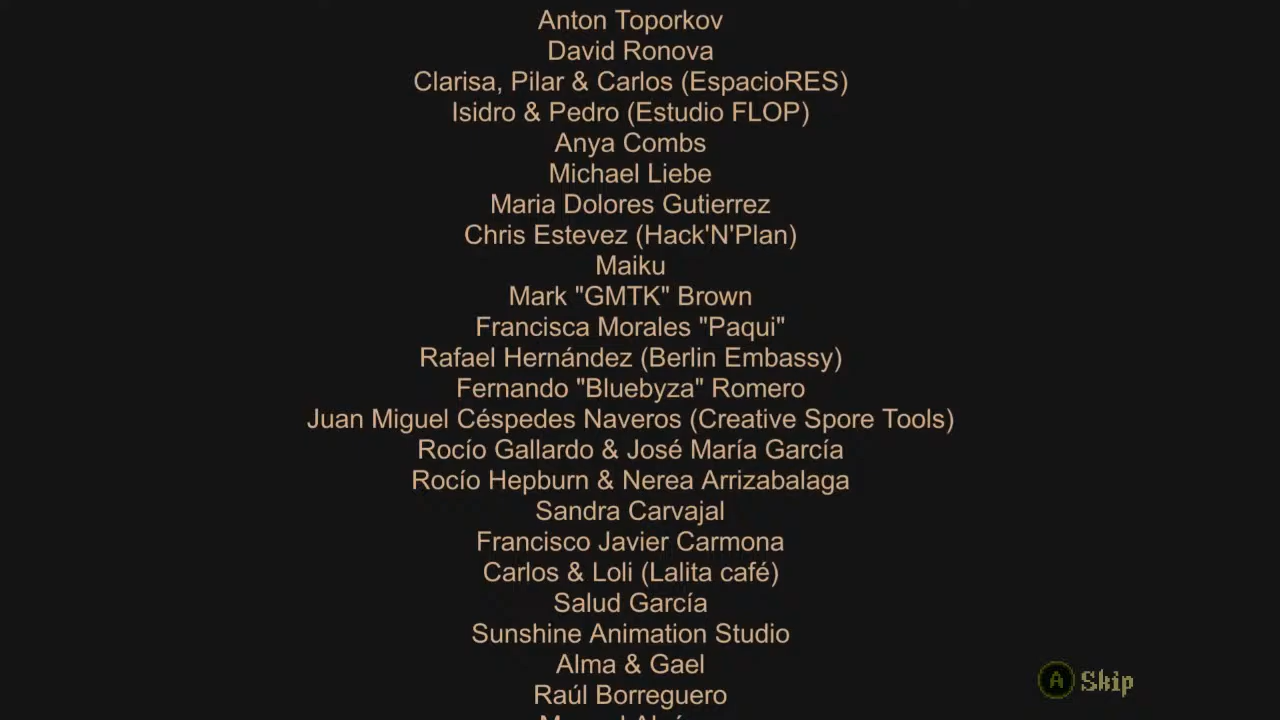 Anton Toporkov
David Ronova
Clarisa, Pilar & Carlos (EspacioRES)
Isidro & Pedro (Estudio FLOP)
Anya Combs
Michael Liebe
Maria Dolores Gutierrez
Chris Estevez (Hack'N'Plan)
Maiku
Mark "GMTK" Brown
Francisca Morales "Paqui"
Rafael Hernández (Berlin Embassy)
Fernando "Bluebyza" Romero
Juan Miguel Céspedes Naveros (Creative Spore Tools)
Rocío Gallardo & José María García
Rocío Hepburn & Nerea Arrizabalaga
Sandra Carvajal
Francisco Javier Carmona
Carlos & Loli (Lalita café)
Salud García
Sunshine Animation Studio
Alma & Gael
A Skip
Raúl Borreguero